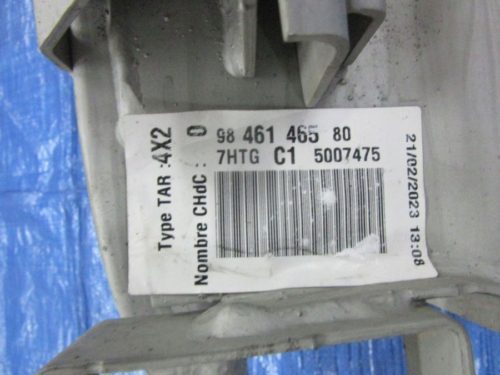 98 461 465 80
7HTG C1 5007475
Type TAR :4X2
Nombre CHdC : 0
21/02/2023 13:08